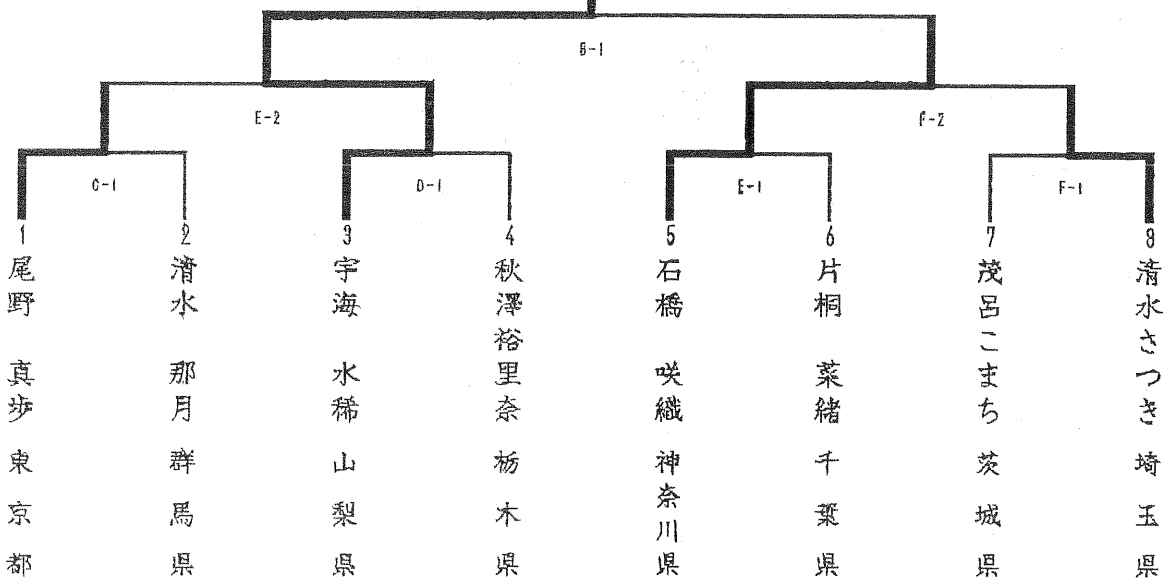 B-1
E-2
F-2
C-1
D-1
E-1
F-1
1
尾野 真歩 東京都
2
清水 那月 群馬県
3
宇海 水稀 山梨県
4
秋澤裕里奈 栃木県
5
石橋 咲織 神奈川県
6
片桐 菜緒 千葉県
7
茂呂こまち 茨城県
8
清水さつき 埼玉県